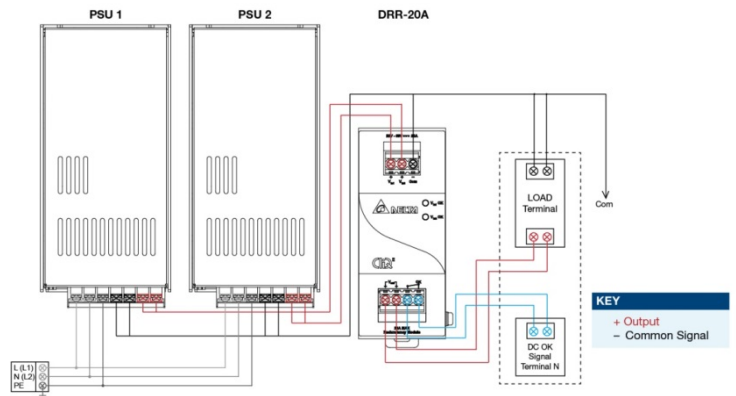 PSU 1
PSU 2
DRR-20A
DELTA
LOAD
Terminal
Com
KEY
+ Output
– Common Signal
DC OK
Signal
Terminal N
L (L1)
N (L2)
PE